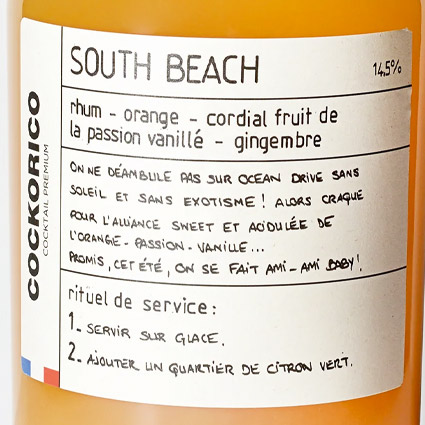 SOUTH BEACH
14,5%
rhum - orange - cordial fruit de
la passion vanillé - gingembre
ON NE DÉAMBULE PAS SUR OCEAN DRIVE SANS
SOLEIL ET SANS EXOTISME ! ALORS CRAQUE
POUR L'ALLIANCE SWEET ET ACIDULÉE DE
L'ORANGE - PASSION - VANILLE...
PROMIS, CET ÉTÉ, ON SE FAIT AMI-AMI BABY!
rituel de service :
1_ SERVIR SUR GLACE.
2_ AJOUTER UN QUARTIER DE CITRON VERT.
COCKORICO
COCKTAIL PREMIUM